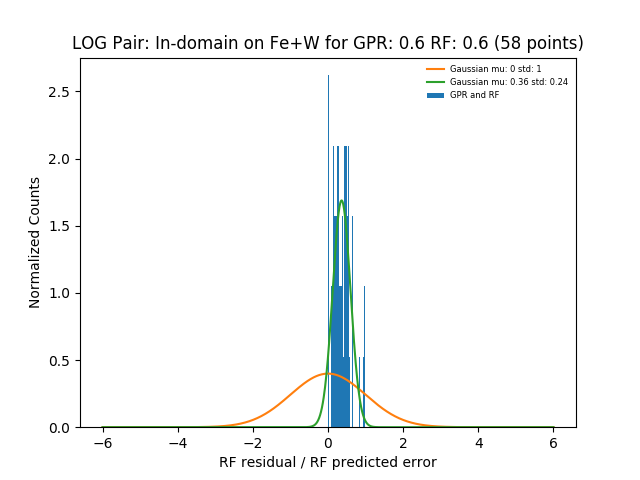 LOG Pair: In-domain on Fe+W for GPR: 0.6 RF: 0.6 (58 points)
Gaussian mu: 0 std: 1
Gaussian mu: 0.36 std: 0.24
GPR and RF
Normalized Counts
2.5
2.0
1.5
1.0
0.5
0.0
−6 −4 −2 0 2 4 6
RF residual / RF predicted error